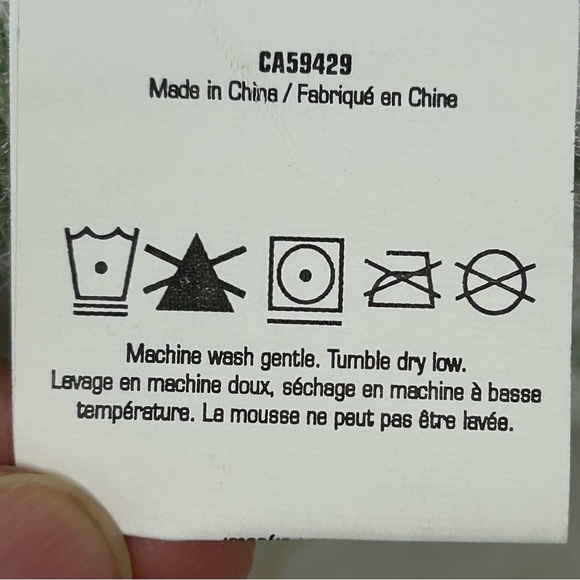 CA59429
Made in China / Fabriqué en Chine
Machine wash gentle. Tumble dry low.
Lavage en machine doux, séchage en machine à basse
température. La mousse ne peut pas être lavée.